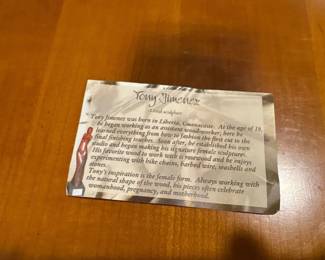 Tony Jimenez
Wood sculptor
Tony Jimenez was born in Liberia, Guanacaste. At the age of 19,
he began working as an assistant woodworker; here he
learned everything from how to fashion the first cut to the
final finishing touches. Soon after, he established his own
studio and began making his signature female sculpture.
His favorite wood to work with is rosewood and he enjoys
experimenting with bike chains, barbed wire, seashells and
stones.
Tony's inspiration is the female form. Always working with
the natural shape of the wood, his pieces often celebrate
womanhood, pregnancy, and motherhood.